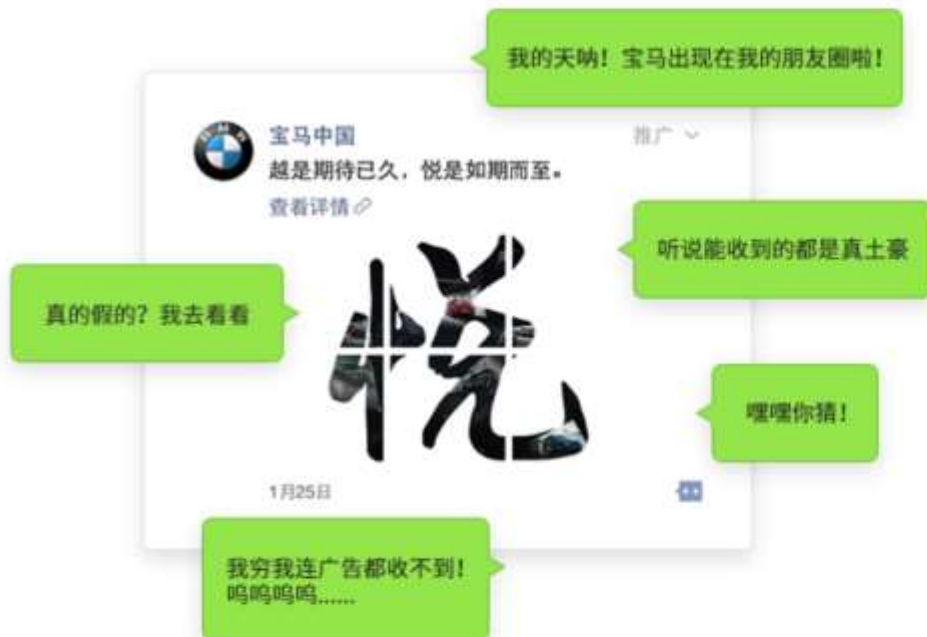 我的天呐！宝马出现在我的朋友圈啦！
BMW
宝马中国
推广
越是期待已久，悦是如期而至。
查看详情
听说能收到的都是真土豪
真的假的？我去看看
悦
嘿嘿你猜！
1月25日
我穷我连广告都收不到！
呜呜呜呜......